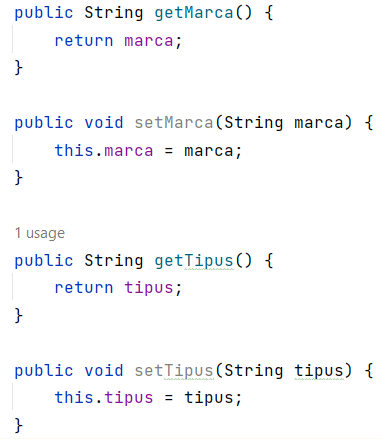 public String getMarca() {
    return marca;
}
public void setMarca(String marca) {
    this.marca = marca;
}
1 usage
public String getTipus() {
    return tipus;
}
public void setTipus(String tipus) {
    this.tipus = tipus;
}